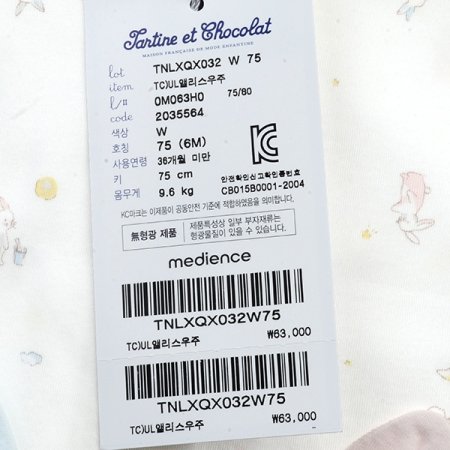 Tartine et Chocolat
MAISON FRANÇAISE DE MODE ENFANTINE
lot TNLXQX032 W 75
item TC)UL앨리스우주
l/# 0M063H0 75/80
code 2035564
색상 W
호칭 75 (6M)
사용연령 36개월 미만
키 75 cm
몸무게 9.6 kg
안전확인신고확인증번호
CB015B0001-2004
KC마크는 이제품이 공통안전 기준에 적합하였음을 의미합니다.
無형광 제품
제품특성상 일부 부자재류는
형광물질이 있을 수 있습니다.
medience
TNLXQX032W75
TC)UL앨리스우주 ₩63,000
TNLXQX032W75
TC)UL앨리스우주 ₩63,000